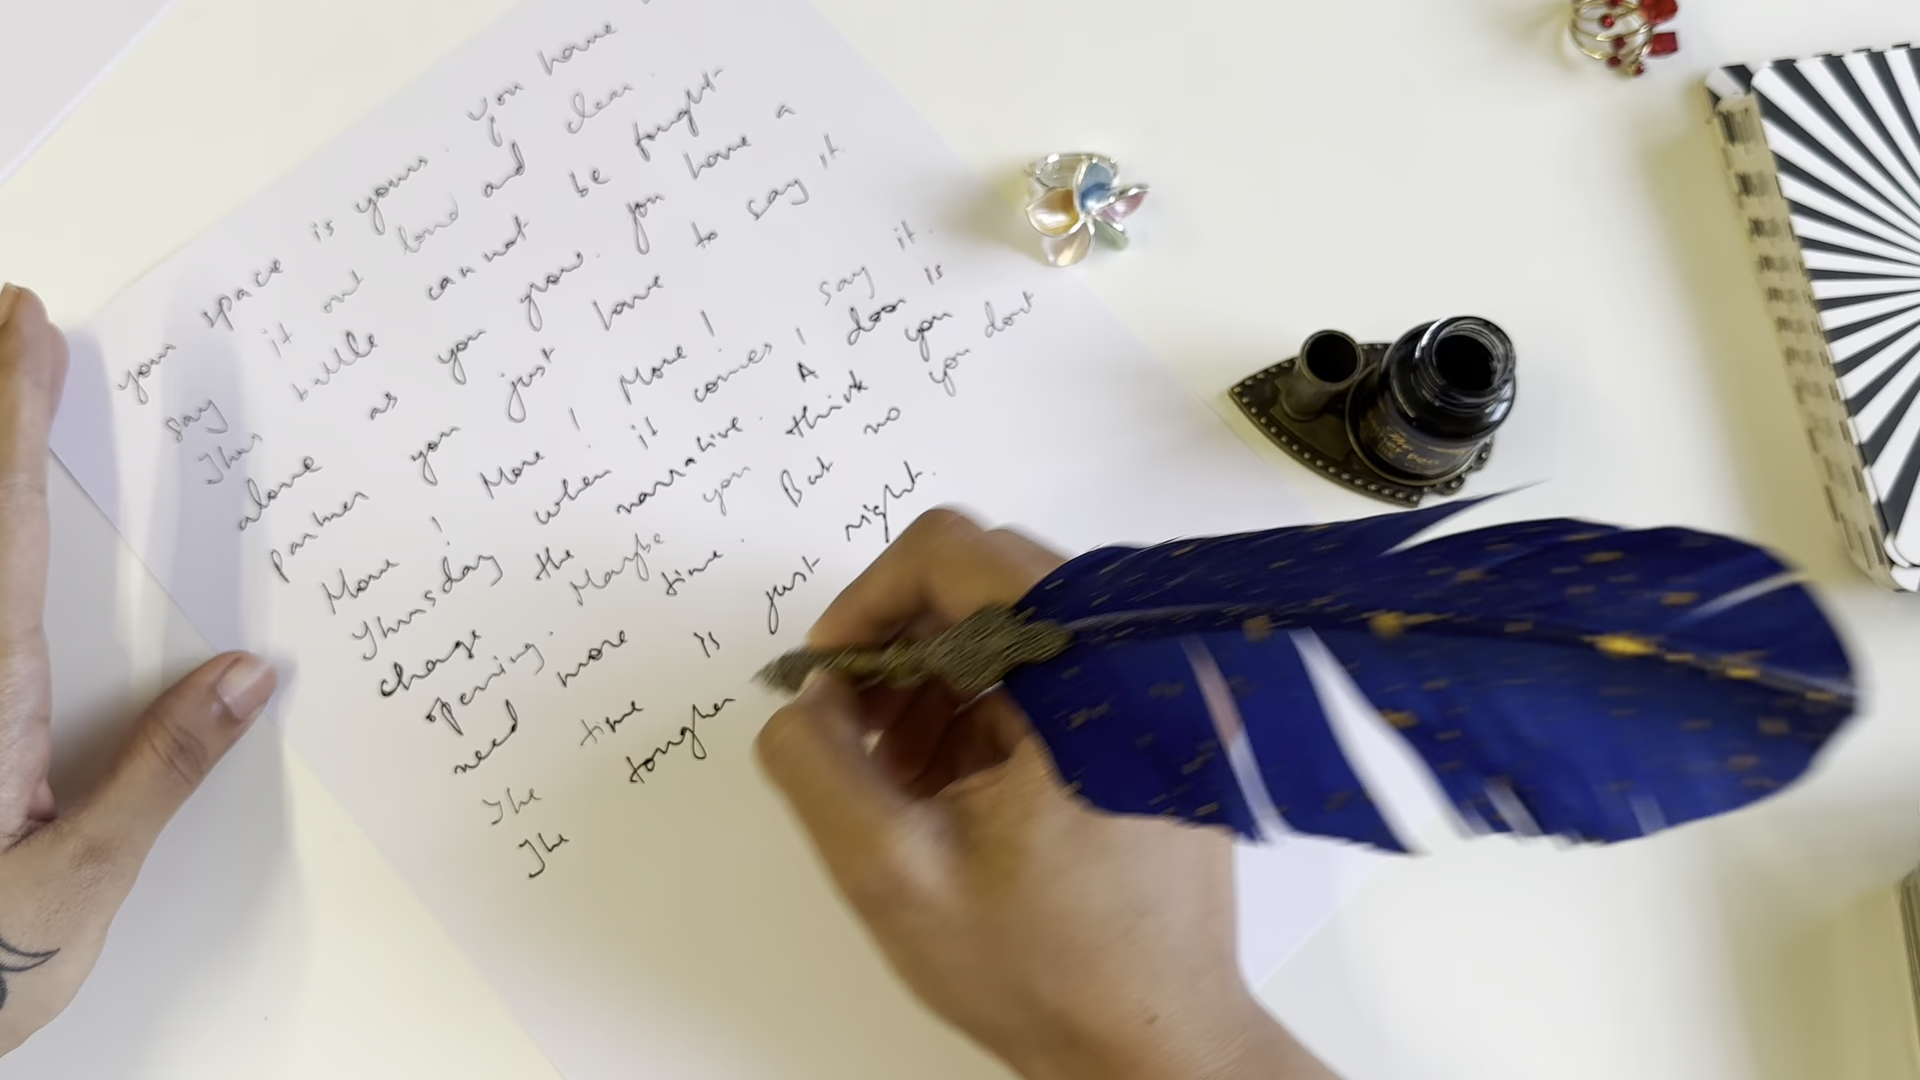 your space is yours. you have
say it out loud and clear.
This battle cannot be fought
alone as you grow. you have a
partner you just have to say it
More! More! More!
Thursday when it comes! say it.
change the narrative. A door is
opening. Maybe you think you
need more time. But no you dont
The time is just right.
The tougher